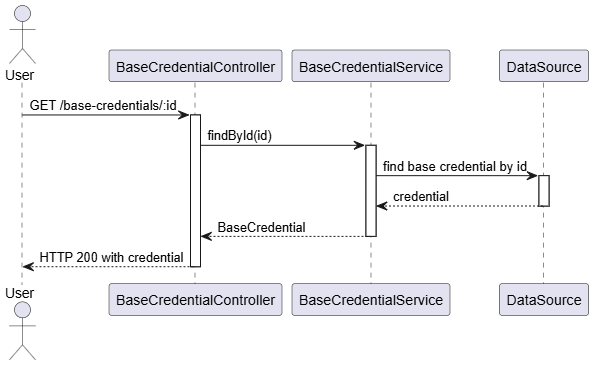 User
BaseCredentialController
BaseCredentialService
DataSource
GET /base-credentials/:id
findById(id)
find base credential by id
credential
BaseCredential
HTTP 200 with credential
User
BaseCredentialController
BaseCredentialService
DataSource